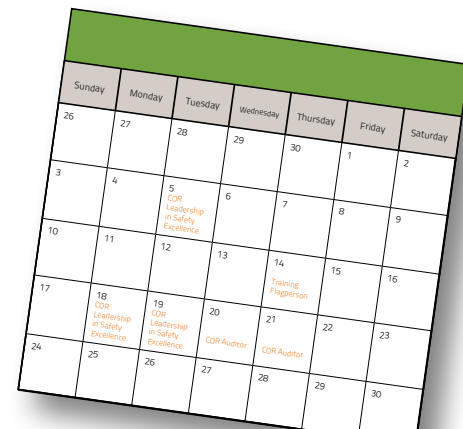 Sunday Monday Tuesday Wednesday Thursday Friday Saturday
26 27 28 29 30 1 2
3 4 5 6 7 8 9
COR
Leadership
in Safety
Excellence
10 11 12 13 14 15 16
Training
Flagperson
17 18 19 20 21 22 23
COR COR
Leadership Leadership
in Safety in Safety
Excellence Excellence
COR Auditor COR Auditor
24 25 26 27 28 29 30